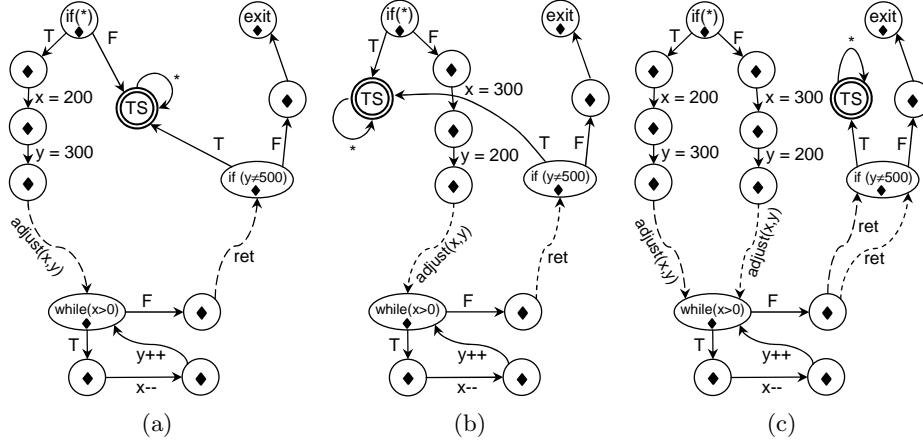 if(*)
exit
T
F
*
TS
x = 200
y = 300
T
F
if (y≠500)
adjust(x,y)
ret
while(x>0)
F
T
y++
x--
(a)
if(*)
exit
T
F
TS
x = 300
*
T
F
y = 200
if (y≠500)
adjust(x,y)
ret
while(x>0)
F
T
y++
x--
(b)
if(*)
exit
T
F
*
x = 200
x = 300
TS
T
F
y = 300
y = 200
if (y≠500)
adjust(x,y)
adjust(x,y)
ret
ret
while(x>0)
F
T
y++
x--
(c)